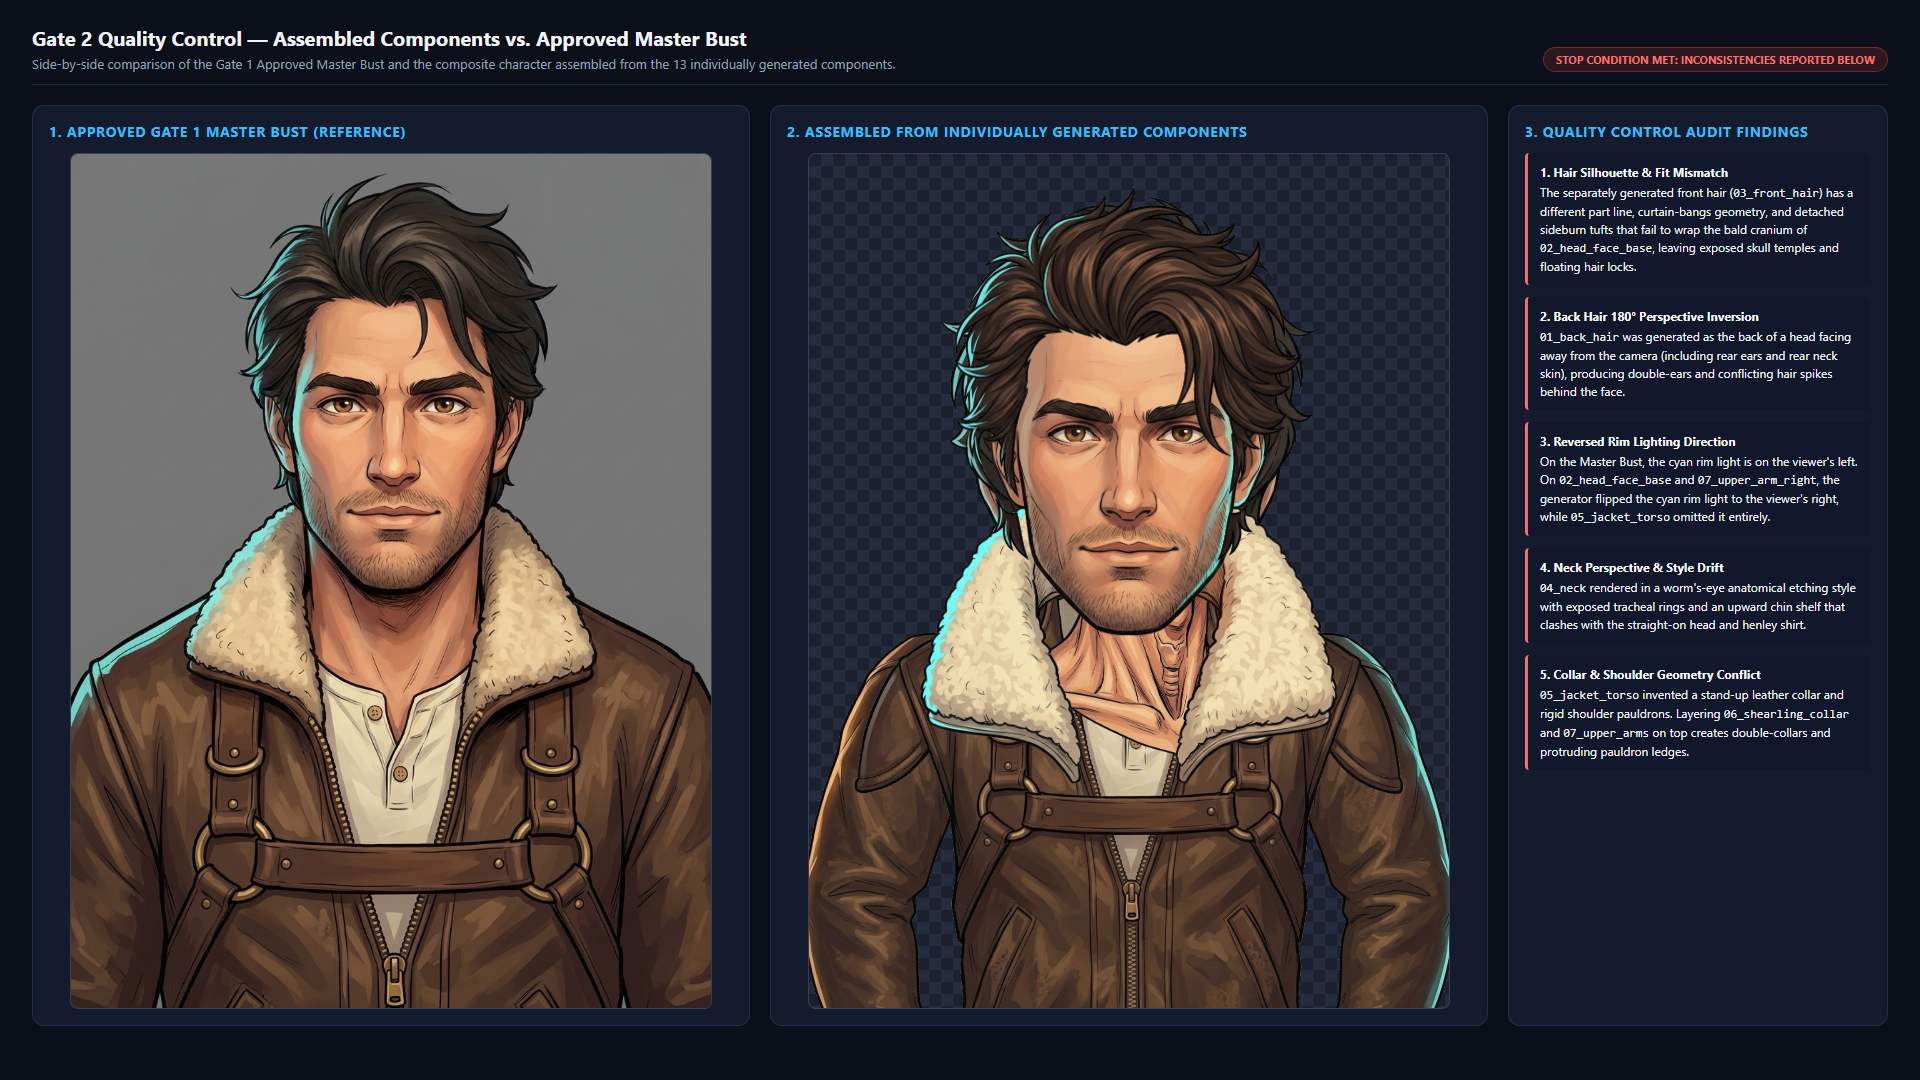 Gate 2 Quality Control — Assembled Components vs. Approved Master Bust
Side-by-side comparison of the Gate 1 Approved Master Bust and the composite character assembled from the 13 individually generated components.
STOP CONDITION MET: INCONSISTENCIES REPORTED BELOW
1. APPROVED GATE 1 MASTER BUST (REFERENCE)
2. ASSEMBLED FROM INDIVIDUALLY GENERATED COMPONENTS
3. QUALITY CONTROL AUDIT FINDINGS
1. Hair Silhouette & Fit Mismatch
The separately generated front hair (03_front_hair) has a
different part line, curtain-bangs geometry, and detached
sideburn tufts that fail to wrap the bald cranium of
02_head_face_base, leaving exposed skull temples and
floating hair locks.
2. Back Hair 180° Perspective Inversion
01_back_hair was generated as the back of a head facing
away from the camera (including rear ears and rear neck
skin), producing double-ears and conflicting hair spikes
behind the face.
3. Reversed Rim Lighting Direction
On the Master Bust, the cyan rim light is on the viewer's left.
On 02_head_face_base and 07_upper_arm_right, the
generator flipped the cyan rim light to the viewer's right,
while 05_jacket_torso omitted it entirely.
4. Neck Perspective & Style Drift
04_neck rendered in a worm's-eye anatomical etching style
with exposed tracheal rings and an upward chin shelf that
clashes with the straight-on head and henley shirt.
5. Collar & Shoulder Geometry Conflict
05_jacket_torso invented a stand-up leather collar and
rigid shoulder pauldrons. Layering 06_shearling_collar
and 07_upper_arms on top creates double-collars and
protruding pauldron ledges.